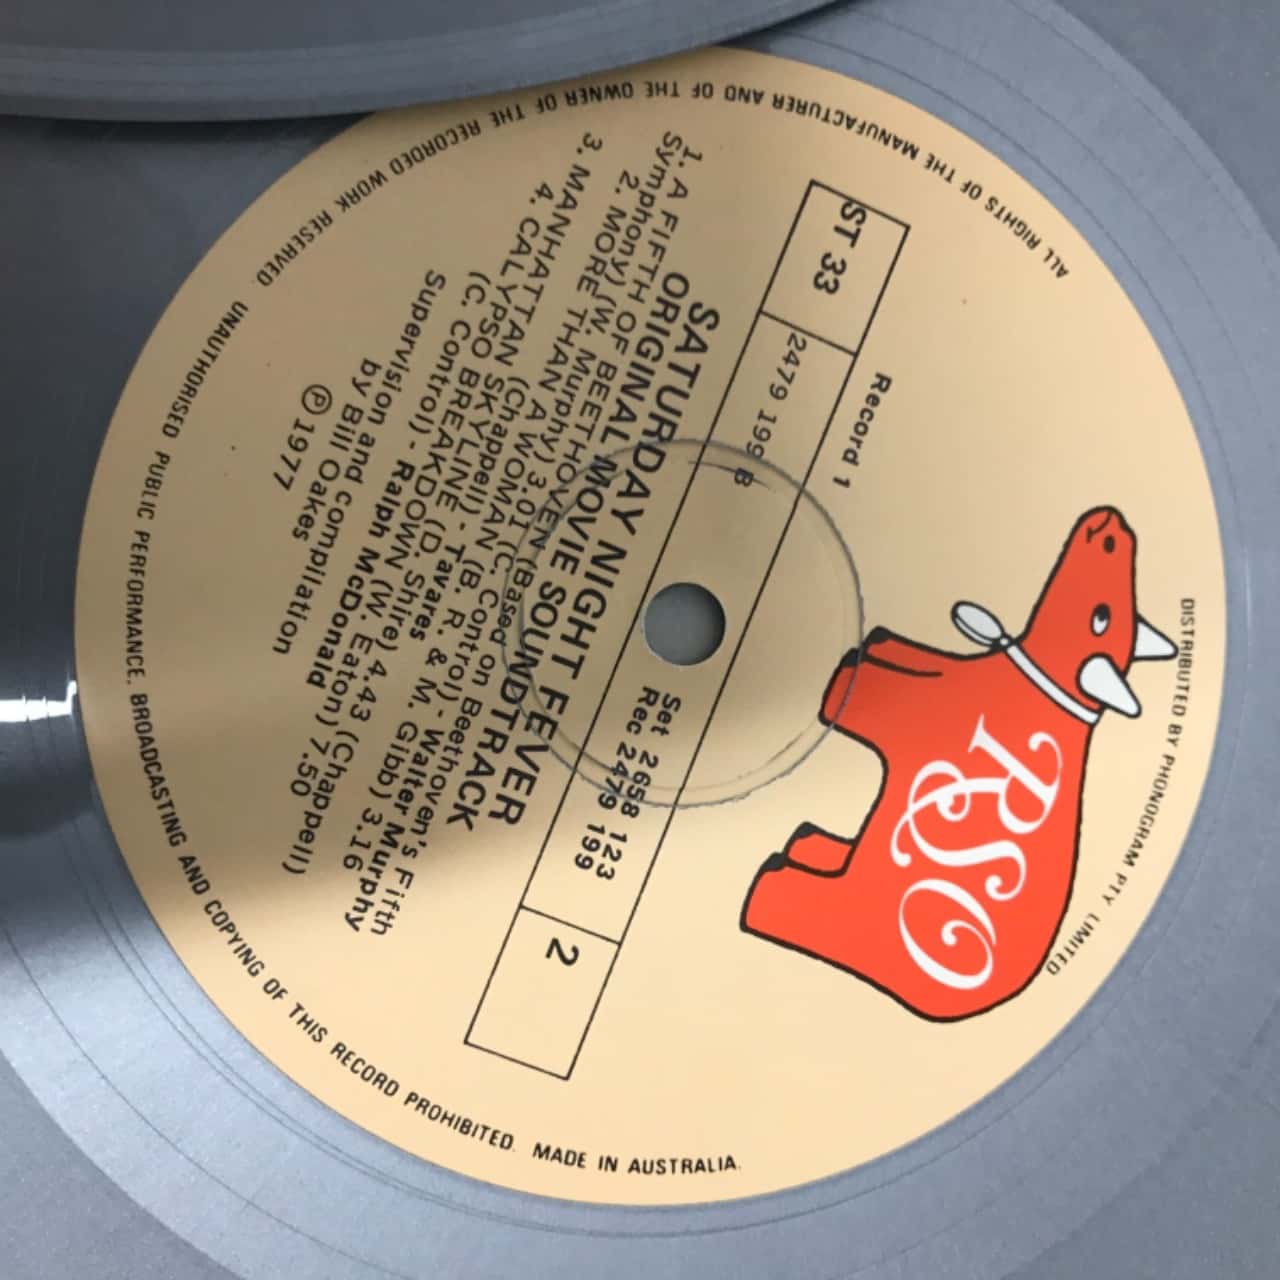 RSO
Record 1
ST 33
2479 199 B
Set 2658 123
Rec 2479 199
2
SATURDAY NIGHT FEVER
ORIGINAL MOVIE SOUNDTRACK
1. A FIFTH OF BEETHOVEN (Based on Beethoven's Fifth
Symphony) (W. Murphy) 3.01 (C. Control) - Walter Murphy
2. MORE THAN A WOMAN (B. R. & M. Gibb) 3.16
(Chappell) - Tavares
3. MANHATTAN SKYLINE (D. Shire) 4.43 (Chappell)
4. CALYPSO BREAKDOWN (W. Eaton) 7.50
(C. Control) - Ralph McDonald
Supervision and compilation
by Bill Oakes
Ⓟ 1977
ALL RIGHTS OF THE MANUFACTURER AND OF THE OWNER OF THE RECORDED WORK RESERVED. UNAUTHORISED PUBLIC PERFORMANCE, BROADCASTING AND COPYING OF THIS RECORD PROHIBITED. MADE IN AUSTRALIA.
DISTRIBUTED BY PHONOGRAM PTY LIMITED